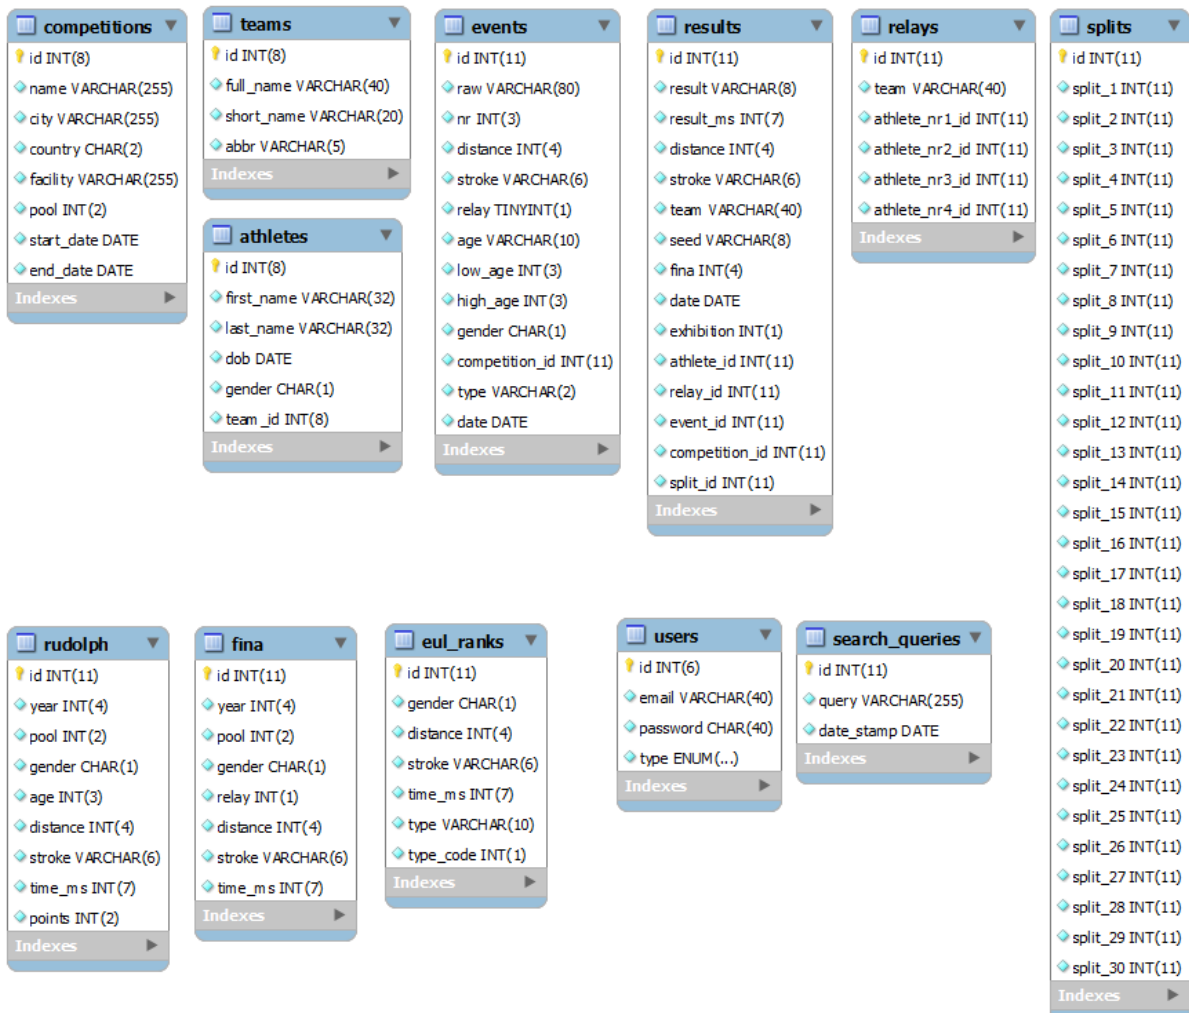 competitions
id INT(8)
name VARCHAR(255)
city VARCHAR(255)
country CHAR(2)
facility VARCHAR(255)
pool INT(2)
start_date DATE
end_date DATE
Indexes
teams
id INT(8)
full_name VARCHAR(40)
short_name VARCHAR(20)
abbr VARCHAR(5)
Indexes
athletes
id INT(8)
first_name VARCHAR(32)
last_name VARCHAR(32)
dob DATE
gender CHAR(1)
team_id INT(8)
Indexes
events
id INT(11)
raw VARCHAR(80)
nr INT(3)
distance INT(4)
stroke VARCHAR(6)
relay TINYINT(1)
age VARCHAR(10)
low_age INT(3)
high_age INT(3)
gender CHAR(1)
competition_id INT(11)
type VARCHAR(2)
date DATE
Indexes
results
id INT(11)
result VARCHAR(8)
result_ms INT(7)
distance INT(4)
stroke VARCHAR(6)
team VARCHAR(40)
seed VARCHAR(8)
fina INT(4)
date DATE
exhibition INT(1)
athlete_id INT(11)
relay_id INT(11)
event_id INT(11)
competition_id INT(11)
split_id INT(11)
Indexes
relays
id INT(11)
team VARCHAR(40)
athlete_nr1_id INT(11)
athlete_nr2_id INT(11)
athlete_nr3_id INT(11)
athlete_nr4_id INT(11)
Indexes
splits
id INT(11)
split_1 INT(11)
split_2 INT(11)
split_3 INT(11)
split_4 INT(11)
split_5 INT(11)
split_6 INT(11)
split_7 INT(11)
split_8 INT(11)
split_9 INT(11)
split_10 INT(11)
split_11 INT(11)
split_12 INT(11)
split_13 INT(11)
split_14 INT(11)
split_15 INT(11)
split_16 INT(11)
split_17 INT(11)
split_18 INT(11)
split_19 INT(11)
split_20 INT(11)
split_21 INT(11)
split_22 INT(11)
split_23 INT(11)
split_24 INT(11)
split_25 INT(11)
split_26 INT(11)
split_27 INT(11)
split_28 INT(11)
split_29 INT(11)
split_30 INT(11)
Indexes
rudolph
id INT(11)
year INT(4)
pool INT(2)
gender CHAR(1)
age INT(3)
distance INT(4)
stroke VARCHAR(6)
time_ms INT(7)
points INT(2)
Indexes
fina
id INT(11)
year INT(4)
pool INT(2)
gender CHAR(1)
relay INT(1)
distance INT(4)
stroke VARCHAR(6)
time_ms INT(7)
Indexes
eul_ranks
id INT(11)
gender CHAR(1)
distance INT(4)
stroke VARCHAR(6)
time_ms INT(7)
type VARCHAR(10)
type_code INT(1)
Indexes
users
id INT(6)
email VARCHAR(40)
password CHAR(40)
type ENUM(...)
Indexes
search_queries
id INT(11)
query VARCHAR(255)
date_stamp DATE
Indexes